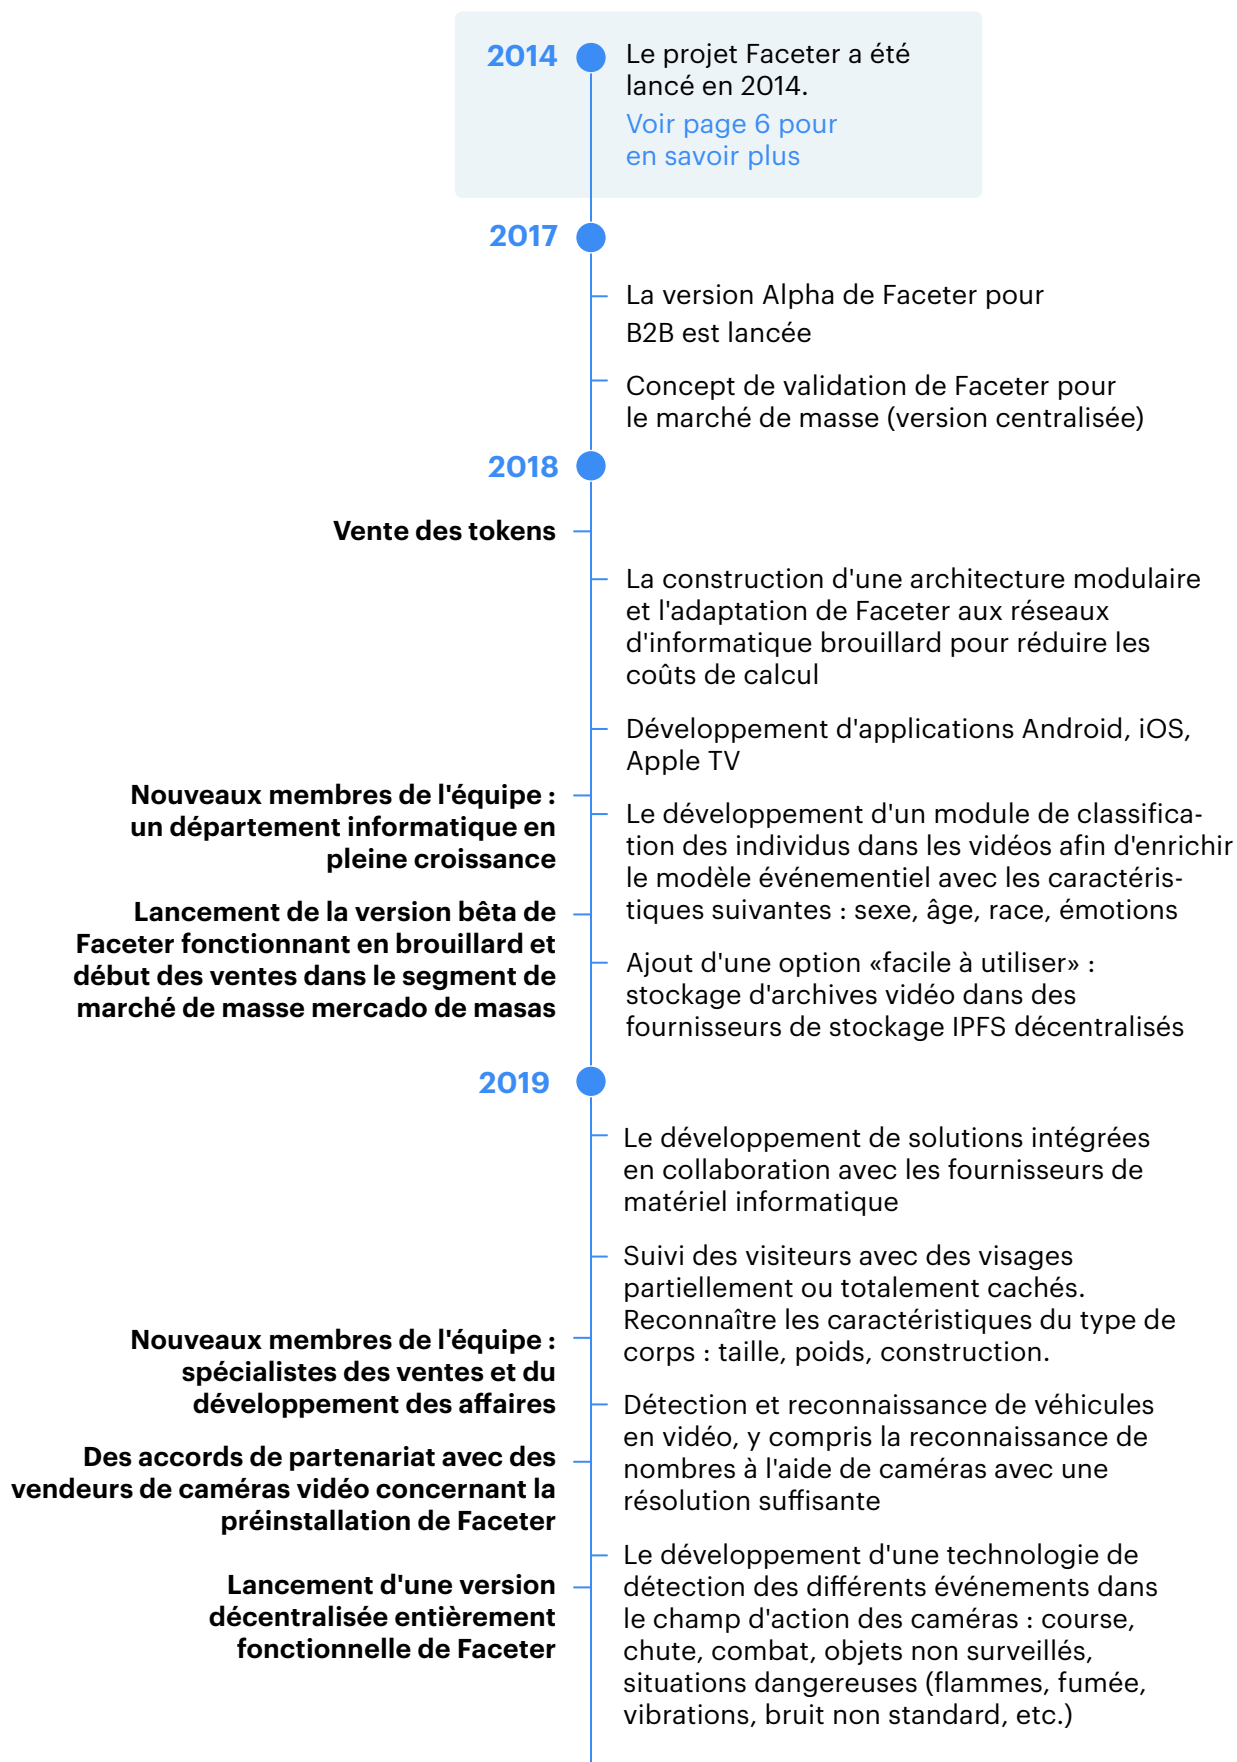 2014
Le projet Faceter a été
lancé en 2014.
Voir page 6 pour
en savoir plus
2017
La version Alpha de Faceter pour
B2B est lancée
Concept de validation de Faceter pour
le marché de masse (version centralisée)
2018
Vente des tokens
La construction d'une architecture modulaire
et l'adaptation de Faceter aux réseaux
d'informatique brouillard pour réduire les
coûts de calcul
Développement d'applications Android, iOS,
Apple TV
Nouveaux membres de l'équipe :
un département informatique en
pleine croissance
Le développement d'un module de classifica-
tion des individus dans les vidéos afin d'enrichir
le modèle événementiel avec les caractéris-
tiques suivantes : sexe, âge, race, émotions
Lancement de la version bêta de
Faceter fonctionnant en brouillard et
début des ventes dans le segment de
marché de masse mercado de masas
Ajout d'une option «facile à utiliser» :
stockage d'archives vidéo dans des
fournisseurs de stockage IPFS décentralisés
2019
Le développement de solutions intégrées
en collaboration avec les fournisseurs de
matériel informatique
Suivi des visiteurs avec des visages
partiellement ou totalement cachés.
Reconnaître les caractéristiques du type de
corps : taille, poids, construction.
Nouveaux membres de l'équipe :
spécialistes des ventes et du
développement des affaires
Détection et reconnaissance de véhicules
en vidéo, y compris la reconnaissance de
nombres à l'aide de caméras avec une
résolution suffisante
Des accords de partenariat avec des
vendeurs de caméras vidéo concernant la
préinstallation de Faceter
Le développement d'une technologie de
détection des différents événements dans
le champ d'action des caméras : course,
chute, combat, objets non surveillés,
situations dangereuses (flammes, fumée,
vibrations, bruit non standard, etc.)
Lancement d'une version
décentralisée entièrement
fonctionnelle de Faceter